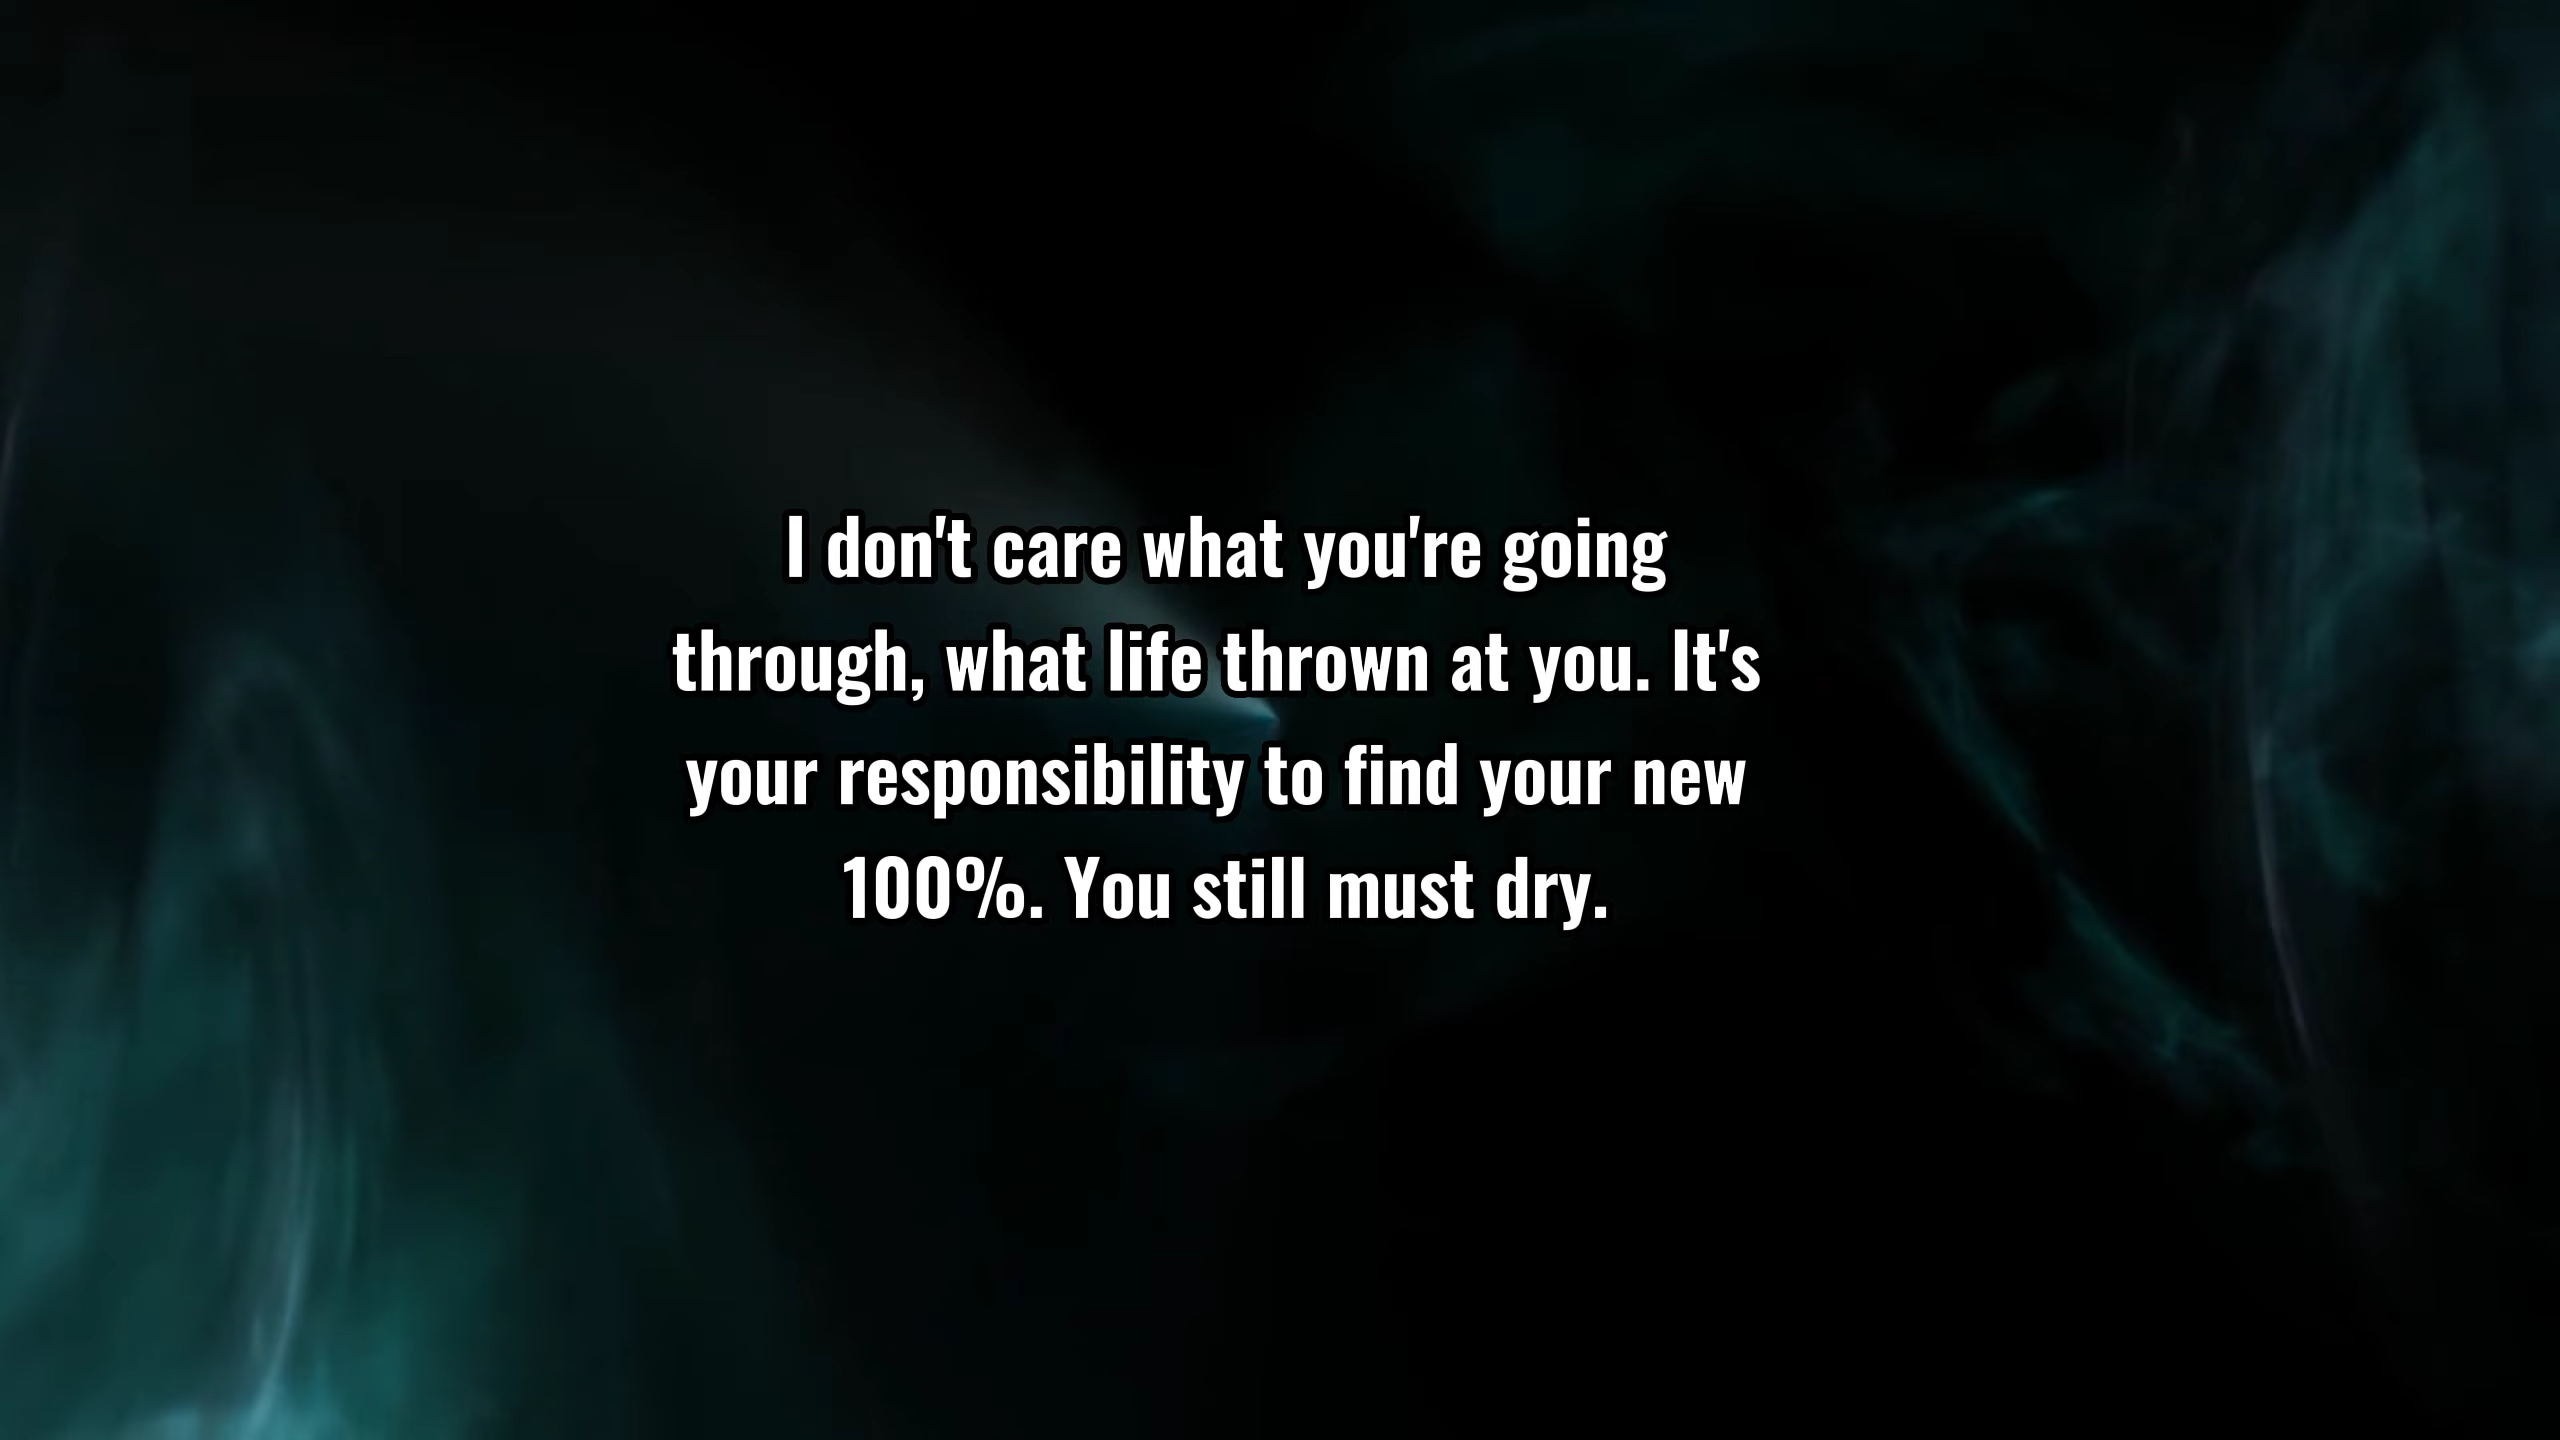 I don't care what you're going
through, what life thrown at you. It's
your responsibility to find your new
100%. You still must dry.